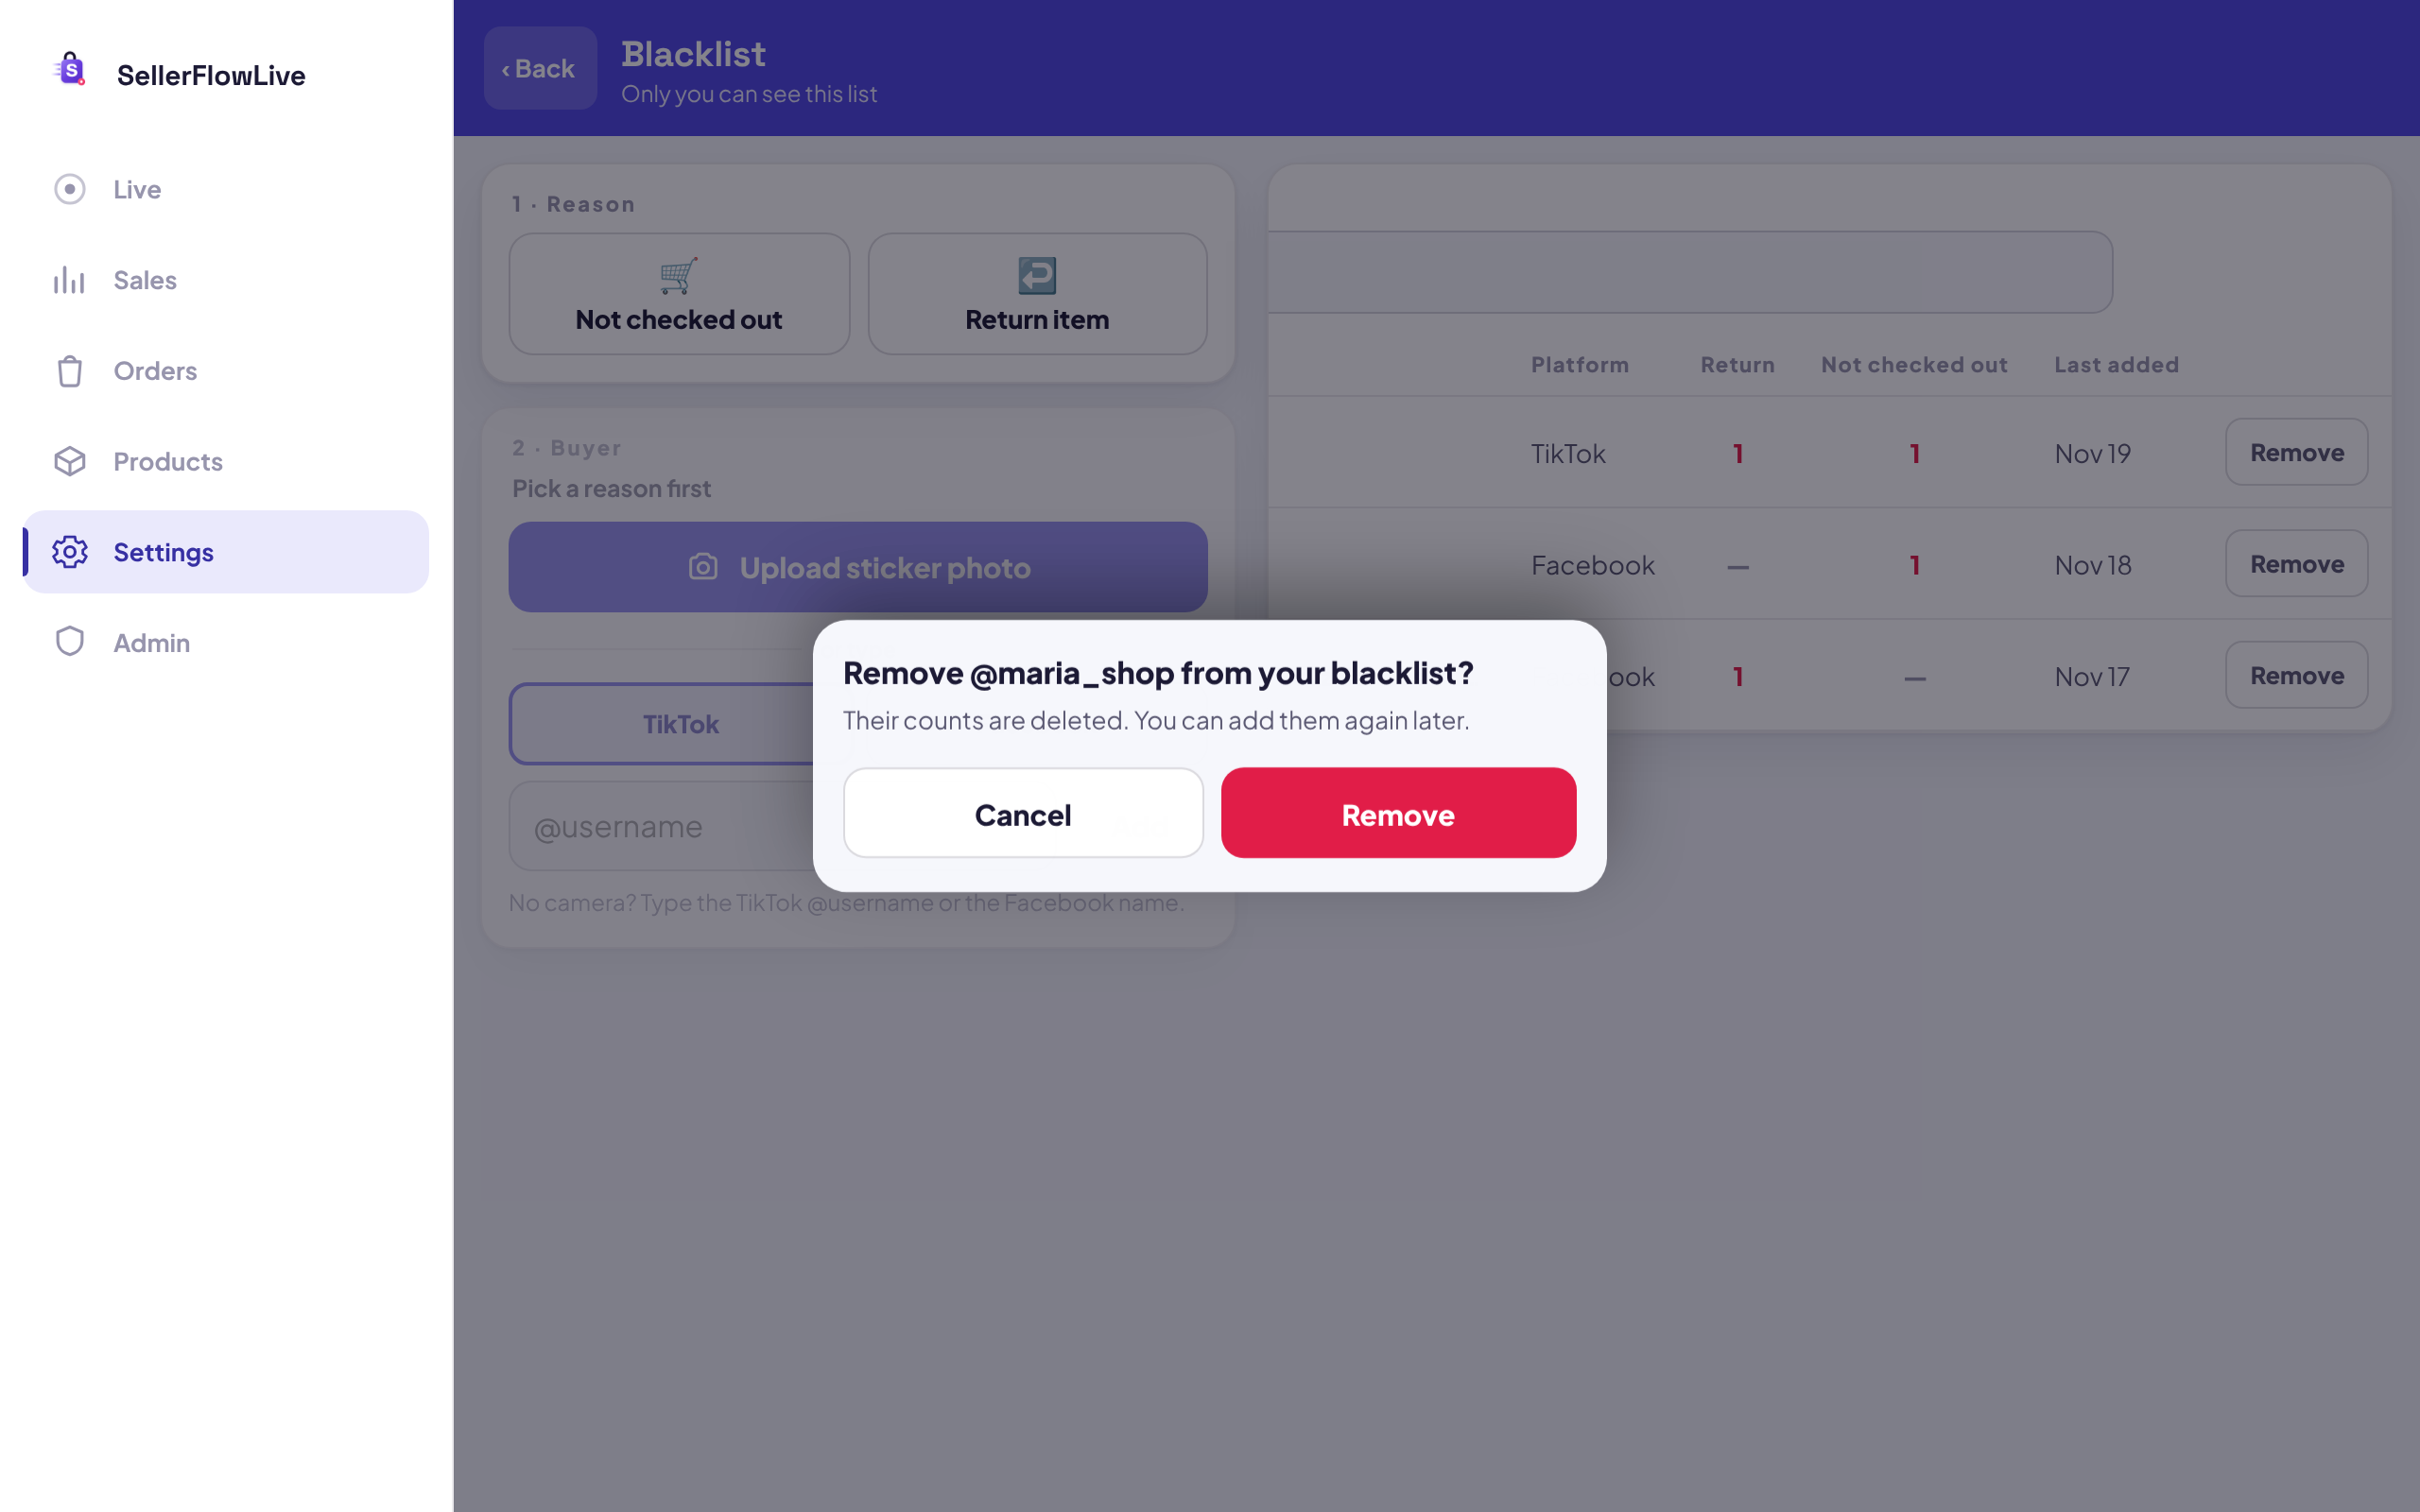 SellerFlowLive
Live
Sales
Orders
Products
Settings
Admin
‹ Back
Blacklist
Only you can see this list
1 · Reason
Not checked out
Return item
2 · Buyer
Pick a reason first
Upload sticker photo
TikTok
@username
No camera? Type the TikTok @username or the Facebook name.
Platform Return Not checked out Last added
TikTok 1 1 Nov 19 Remove
Facebook — 1 Nov 18 Remove
ook 1 — Nov 17 Remove
Remove @maria_shop from your blacklist?
Their counts are deleted. You can add them again later.
Cancel
Remove